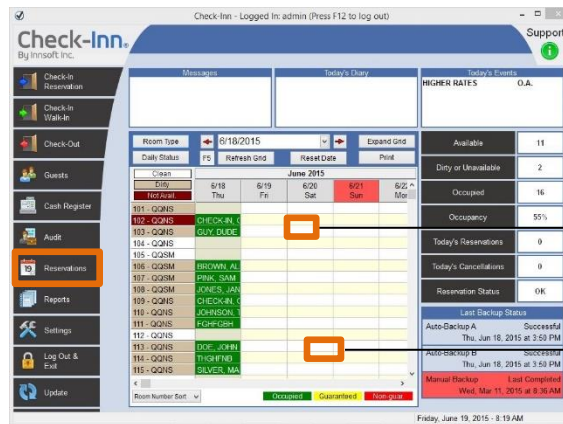 Check-Inn - Logged In: admin (Press F12 to log out)
Check-Inn®
By Innsoft Inc.
Support
Check-In
Reservation
Check-In
Walk-In
Check-Out
Guests
Cash Register
Audit
19
Reservations
Reports
Settings
Log Out &
Exit
Update
Messages
Today's Diary
Today's Events
HIGHER RATES O.A.
Room Type
6/18/2015
Expand Grid
Daily Status
F5
Refresh Grid
Reset Date
Print
Clean
June 2015
Dirty
6/18 6/19 6/20 6/21 6/22
Not Avail.
Thu Fri Sat Sun Mon
101 - QQNS
102 - QQNS CHECK-IN, C
103 - QQNS GUY, DUDE
104 - QQNS
105 - QQSM
106 - QQSM BROWN, AL
107 - QQSM PINK, SAM
108 - QQSM JONES, JAN
109 - QQNS CHECK-IN, C
110 - QQNS JOHNSON, T
111 - QQNS FGHFGBH
112 - QQNS
113 - QQNS DOE, JOHN
114 - QQNS THGHFNB
115 - QQNS SILVER, MA
Room Number Sort
Occupied Guaranteed Non-guar
Available 11
Dirty or Unavailable 2
Occupied 16
Occupancy 55%
Today's Reservations 0
Today's Cancellations 0
Reservation Status OK
Last Backup Status
Auto-Backup A Successful
Thu, Jun 18, 2015 at 3:50 PM
Auto-Backup B Successful
Thu, Jun 18, 2015 at 3:50 PM
Manual Backup Last Completed
Wed, Mar 11, 2015 at 8:36 AM
Friday, June 19, 2015 - 8:19 AM